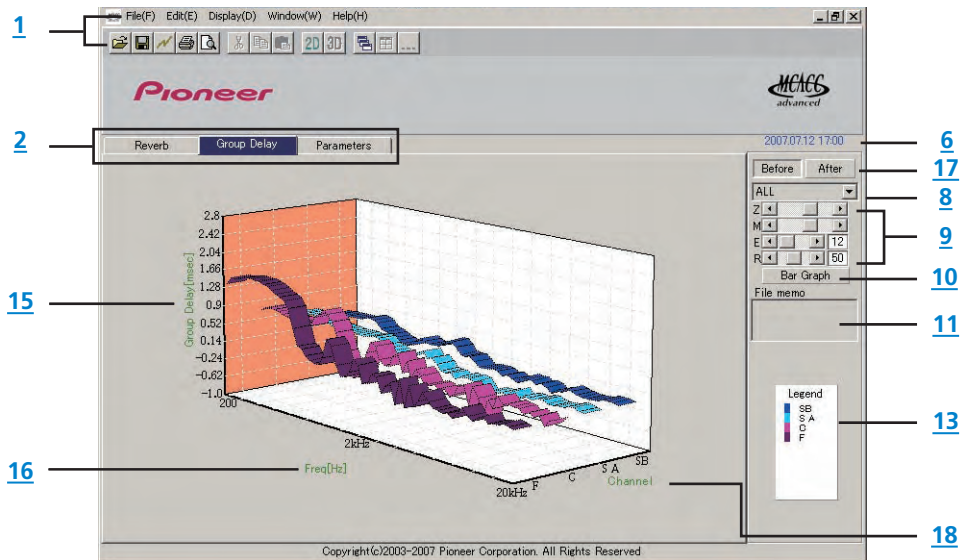 File(F) Edit(E) Display(D) Window(W) Help(H)
1
2D 3D ...
Pioneer
MCACC
advanced
2
Reverb Group Delay Parameters
2007.07.12 17:00
6
Before After
17
ALL
8
Z
M
E 12
R 50
9
Bar Graph
10
File memo
11
Group Delay[msec]
2.8
2.42
2.04
1.66
1.28
0.9
0.52
0.14
-0.24
-0.62
-1.0
15
200
2kHz
20kHz
Freq[Hz]
16
F C S A SB
Channel
18
Legend
SB
S A
C
F
13
Copyright(c)2003-2007 Pioneer Corporation. All Rights Reserved